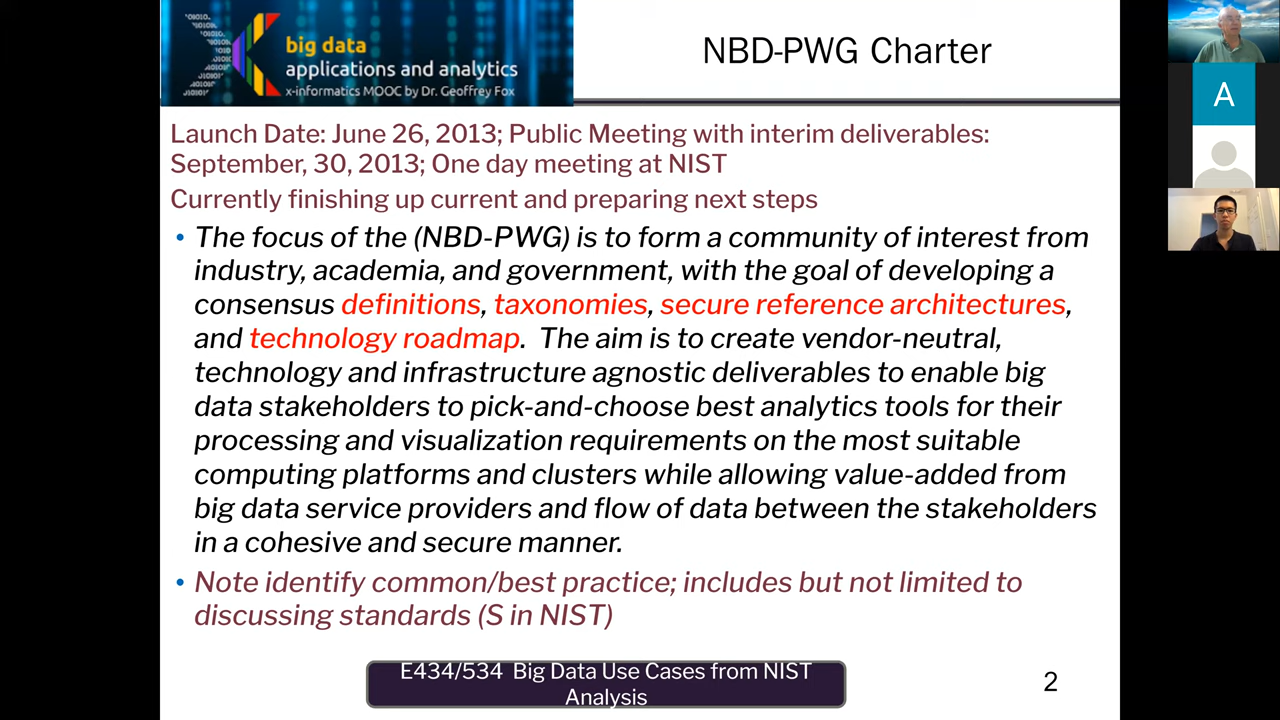 big data
applications and analytics
x-informatics MOOC by Dr. Geoffrey Fox
NBD-PWG Charter
Launch Date: June 26, 2013; Public Meeting with interim deliverables:
September, 30, 2013; One day meeting at NIST
Currently finishing up current and preparing next steps
• The focus of the (NBD-PWG) is to form a community of interest from
industry, academia, and government, with the goal of developing a
consensus definitions, taxonomies, secure reference architectures,
and technology roadmap. The aim is to create vendor-neutral,
technology and infrastructure agnostic deliverables to enable big
data stakeholders to pick-and-choose best analytics tools for their
processing and visualization requirements on the most suitable
computing platforms and clusters while allowing value-added from
big data service providers and flow of data between the stakeholders
in a cohesive and secure manner.
• Note identify common/best practice; includes but not limited to
discussing standards (S in NIST)
E434/534 Big Data Use Cases from NIST
Analysis
2
A